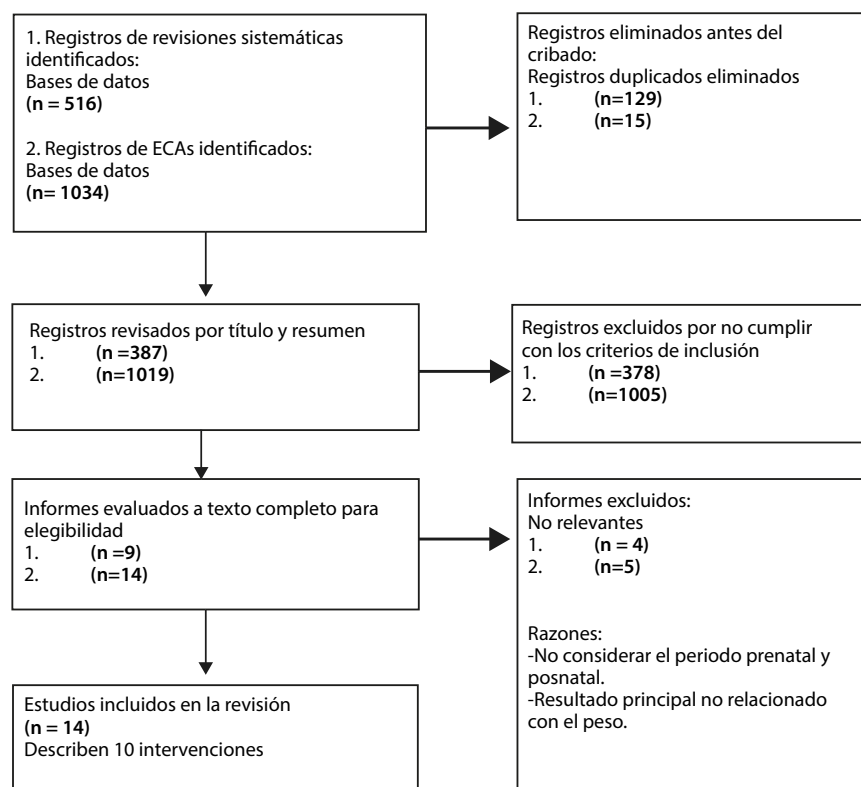 1. Registros de revisiones sistemáticas
identificados:
Bases de datos
(n = 516)
2. Registros de ECAs identificados:
Bases de datos
(n= 1034)
Registros eliminados antes del
cribado:
Registros duplicados eliminados
1. (n=129)
2. (n=15)
Registros revisados por título y resumen
1. (n =387)
2. (n=1019)
Registros excluidos por no cumplir
con los criterios de inclusión
1. (n =378)
2. (n=1005)
Informes evaluados a texto completo para
elegibilidad
1. (n =9)
2. (n=14)
Informes excluidos:
No relevantes
1. (n = 4)
2. (n=5)
Razones:
-No considerar el periodo prenatal y
posnatal.
-Resultado principal no relacionado
con el peso.
Estudios incluidos en la revisión
(n = 14)
Describen 10 intervenciones